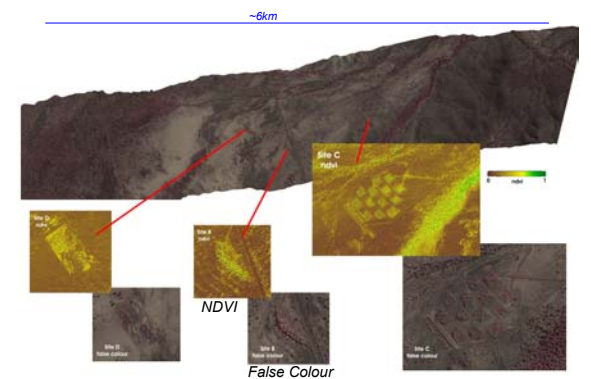 ~6km
Site C
ndvi
0 1
ndvi
Site D
ndvi
Site E
ndvi
NDVI
Site D
false colour
Site E
false colour
Site C
false colour
False Colour